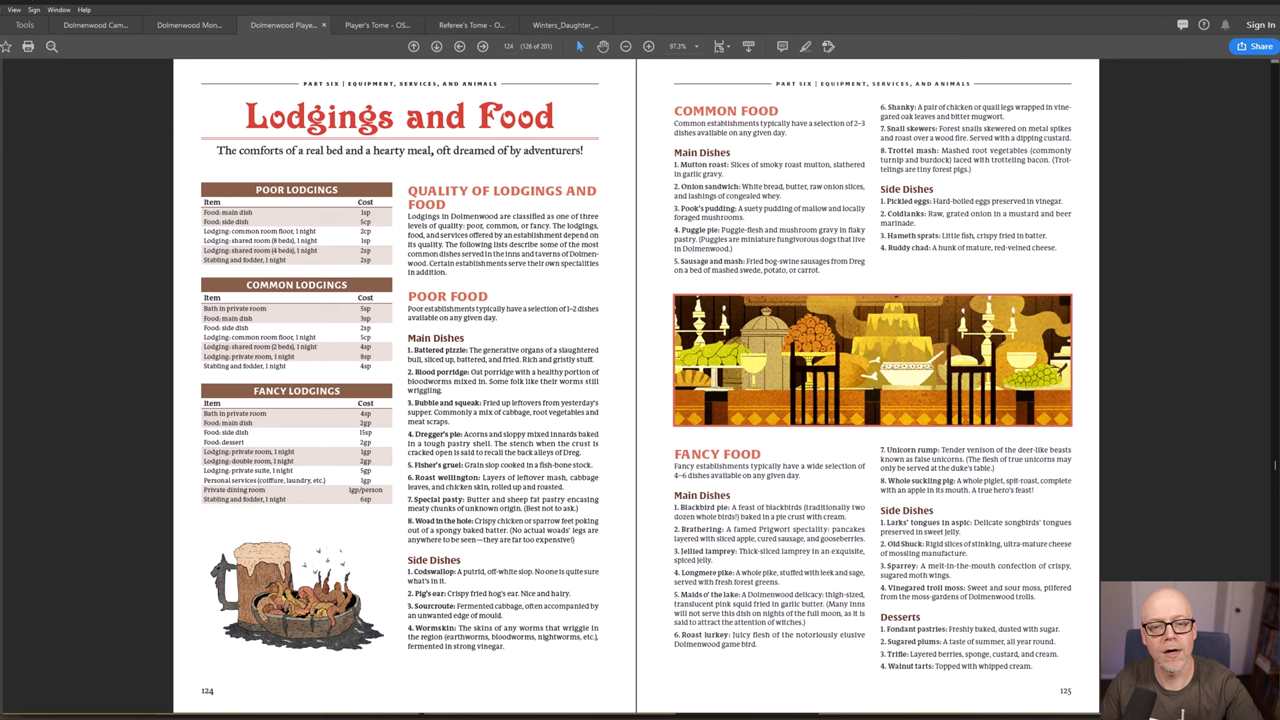 View Sign Window Help
Tools Dolmenwood Cam... Dolmenwood Mon... Dolmenwood Playe... × Player's Tome - OS... Referee's Tome - O... Winters_Daughter_... Sign In
124 (126 of 201) 97.3% Share
PART SIX | EQUIPMENT, SERVICES, AND ANIMALS
Lodgings and Food
The comforts of a real bed and a hearty meal, oft dreamed of by adventurers!
POOR LODGINGS
Item Cost
Food: main dish 1sp
Food: side dish 5cp
Lodging: common room floor, 1 night 2cp
Lodging: shared room (8 beds), 1 night 1sp
Lodging: shared room (4 beds), 1 night 2sp
Stabling and fodder, 1 night 2sp
COMMON LODGINGS
Item Cost
Bath in private room 5sp
Food: main dish 3sp
Food: side dish 2sp
Lodging: common room floor, 1 night 5cp
Lodging: shared room (2 beds), 1 night 4sp
Lodging: private room, 1 night 8sp
Stabling and fodder, 1 night 4sp
FANCY LODGINGS
Item Cost
Bath in private room 4sp
Food: main dish 2gp
Food: side dish 15sp
Food: dessert 2gp
Lodging: private room, 1 night 1gp
Lodging: double room, 1 night 2gp
Lodging: private suite, 1 night 5gp
Personal services (coiffure, laundry, etc.) 1gp
Private dining room 1gp/person
Stabling and fodder, 1 night 6sp
QUALITY OF LODGINGS AND
FOOD
Lodgings in Dolmenwood are classified as one of three
levels of quality: poor, common, or fancy. The lodgings,
food, and services offered by an establishment depend on
its quality. The following lists describe some of the most
common dishes served in the inns and taverns of Dolmen-
wood. Certain establishments serve their own specialities
in addition.
POOR FOOD
Poor establishments typically have a selection of 1–2 dishes
available on any given day.
Main Dishes
1. Battered pizzle: The generative organs of a slaughtered
bull, sliced up, battered, and fried. Rich and gristly stuff.
2. Blood porridge: Oat porridge with a healthy portion of
bloodworms mixed in. Some folk like their worms still
wriggling.
3. Bubble and squeak: Fried up leftovers from yesterday's
supper. Commonly a mix of cabbage, root vegetables and
meat scraps.
4. Dregger's pie: Acorns and sloppy mixed innards baked
in a tough pastry shell. The stench when the crust is
cracked open is said to recall the back alleys of Dreg.
5. Fisher's gruel: Grain slop cooked in a fish-bone stock.
6. Roast wellington: Layers of leftover mash, cabbage
leaves, and chicken skin, rolled up and roasted.
7. Special pasty: Butter and sheep fat pastry encasing
meaty chunks of unknown origin. (Best not to ask.)
8. Woad in the hole: Crispy chicken or sparrow feet poking
out of a spongy baked batter. (No actual woads' legs are
anywhere to be seen—they are far too expensive!)
Side Dishes
1. Codswallop: A putrid, off-white slop. No one is quite sure
what's in it.
2. Pig's ear: Crispy fried hog's ear. Nice and hairy.
3. Sourcroute: Fermented cabbage, often accompanied by
an unwanted edge of mould.
4. Wormskin: The skins of any worms that wriggle in
the region (earthworms, bloodworms, nightworms, etc.),
fermented in strong vinegar.
124
PART SIX | EQUIPMENT, SERVICES, AND ANIMALS
COMMON FOOD
Common establishments typically have a selection of 2–3
dishes available on any given day.
Main Dishes
1. Mutton roast: Slices of smoky roast mutton, slathered
in garlic gravy.
2. Onion sandwich: White bread, butter, raw onion slices,
and lashings of congealed whey.
3. Pook's pudding: A suety pudding of mallow and locally
foraged mushrooms.
4. Puggle pie: Puggle-flesh and mushroom gravy in flaky
pastry. (Puggles are miniature fungivorous dogs that live
in Dolmenwood.)
5. Sausage and mash: Fried bog-swine sausages from Dreg
on a bed of mashed swede, potato, or carrot.
6. Shanky: A pair of chicken or quail legs wrapped in vine-
gared oak leaves and bitter mugwort.
7. Snail skewers: Forest snails skewered on metal spikes
and roast over a wood fire. Served with a dipping custard.
8. Trottel mash: Mashed root vegetables (commonly
turnip and burdock) laced with trotteling bacon. (Trot-
telings are tiny forest pigs.)
Side Dishes
1. Pickled eggs: Hard-boiled eggs preserved in vinegar.
2. Coldlanks: Raw, grated onion in a mustard and beer
marinade.
3. Hameth sprats: Little fish, crispy fried in batter.
4. Ruddy chad: A hunk of mature, red-veined cheese.
FANCY FOOD
Fancy establishments typically have a wide selection of
4–6 dishes available on any given day.
Main Dishes
1. Blackbird pie: A feast of blackbirds (traditionally two
dozen whole birds!) baked in a pie crust with cream.
2. Brathering: A famed Prigwort speciality: pancakes
layered with sliced apple, cured sausage, and gooseberries.
3. Jellied lamprey: Thick-sliced lamprey in an exquisite,
spiced jelly.
4. Longmere pike: A whole pike, stuffed with leek and sage,
served with fresh forest greens.
5. Maids o' the lake: A Dolmenwood delicacy: thigh-sized,
translucent pink squid fried in garlic butter. (Many inns
will not serve this dish on nights of the full moon, as it is
said to attract the attention of witches.)
6. Roast lurkey: Juicy flesh of the notoriously elusive
Dolmenwood game bird.
7. Unicorn rump: Tender venison of the deer-like beasts
known as false unicorns. (The flesh of true unicorns may
only be served at the duke's table.)
8. Whole suckling pig: A whole piglet, spit-roast, complete
with an apple in its mouth. A true hero's feast!
Side Dishes
1. Larks' tongues in aspic: Delicate songbirds' tongues
preserved in sweet jelly.
2. Old Shuck: Rigid slices of stinking, ultra-mature cheese
of mossling manufacture.
3. Sparrey: A melt-in-the-mouth confection of crispy,
sugared moth wings.
4. Vinegared troll moss: Sweet and sour moss, pilfered
from the moss-gardens of Dolmenwood trolls.
Desserts
1. Fondant pastries: Freshly baked, dusted with sugar.
2. Sugared plums: A taste of summer, all year round.
3. Trifle: Layered berries, sponge, custard, and cream.
4. Walnut tarts: Topped with whipped cream.
125